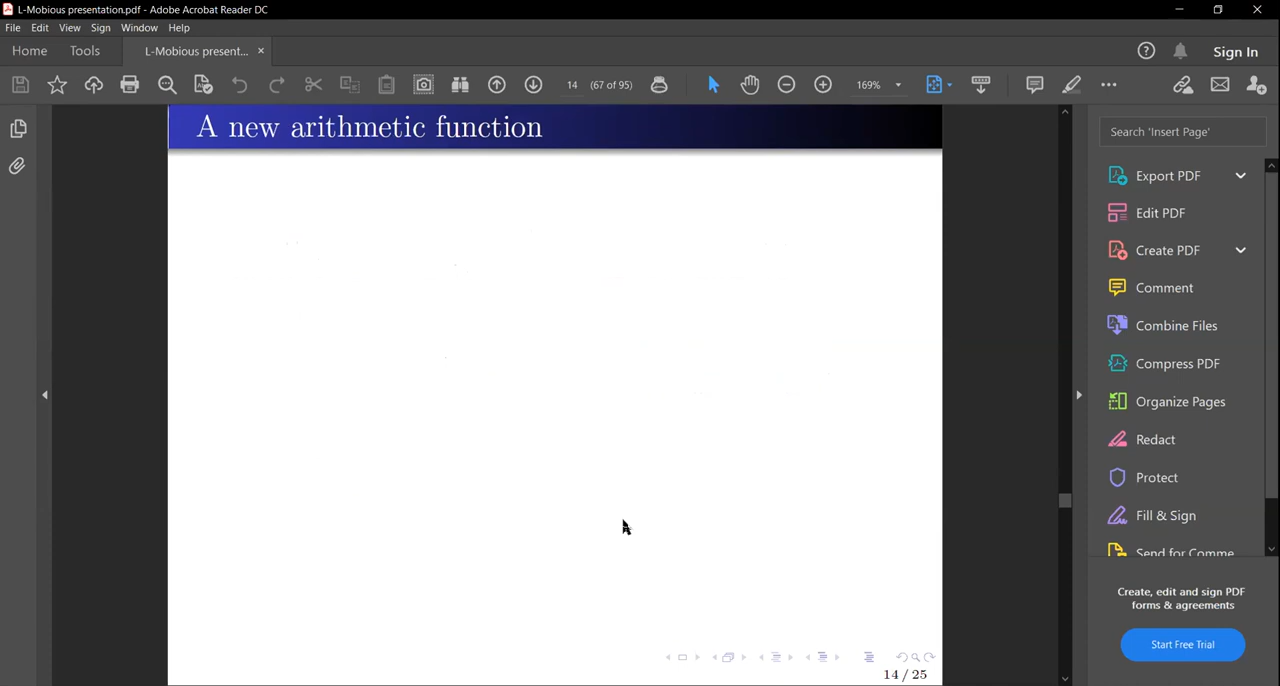 L-Mobious presentation.pdf - Adobe Acrobat Reader DC
File Edit View Sign Window Help
Home Tools L-Mobious present... × Sign In
14 (67 of 95) 169%
A new arithmetic function
Search 'Insert Page'
Export PDF
Edit PDF
Create PDF
Comment
Combine Files
Compress PDF
Organize Pages
Redact
Protect
Fill & Sign
Send for Comme
Create, edit and sign PDF
forms & agreements
Start Free Trial
14 / 25